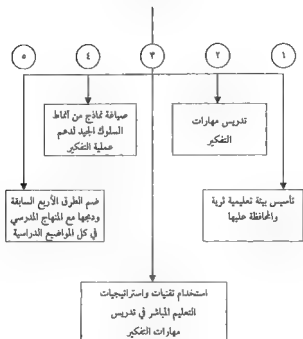 ٥ ٤ ٣ ٢ ١
صياغة نماذج من أنماط
السلوك الجيد لدعم
عملية التفكير
تدريس مهارات
التفكير
ضم الطرق الأربع السابقة
ودمجها مع المنهاج المدرسي
في كل المواضيع الدراسية
تأسيس بيئة تعليمية ثرية
والمحافظة عليها
استخدام تقنيات واستراتيجيات
التعليم المباشر في تدريس
مهارات التفكير